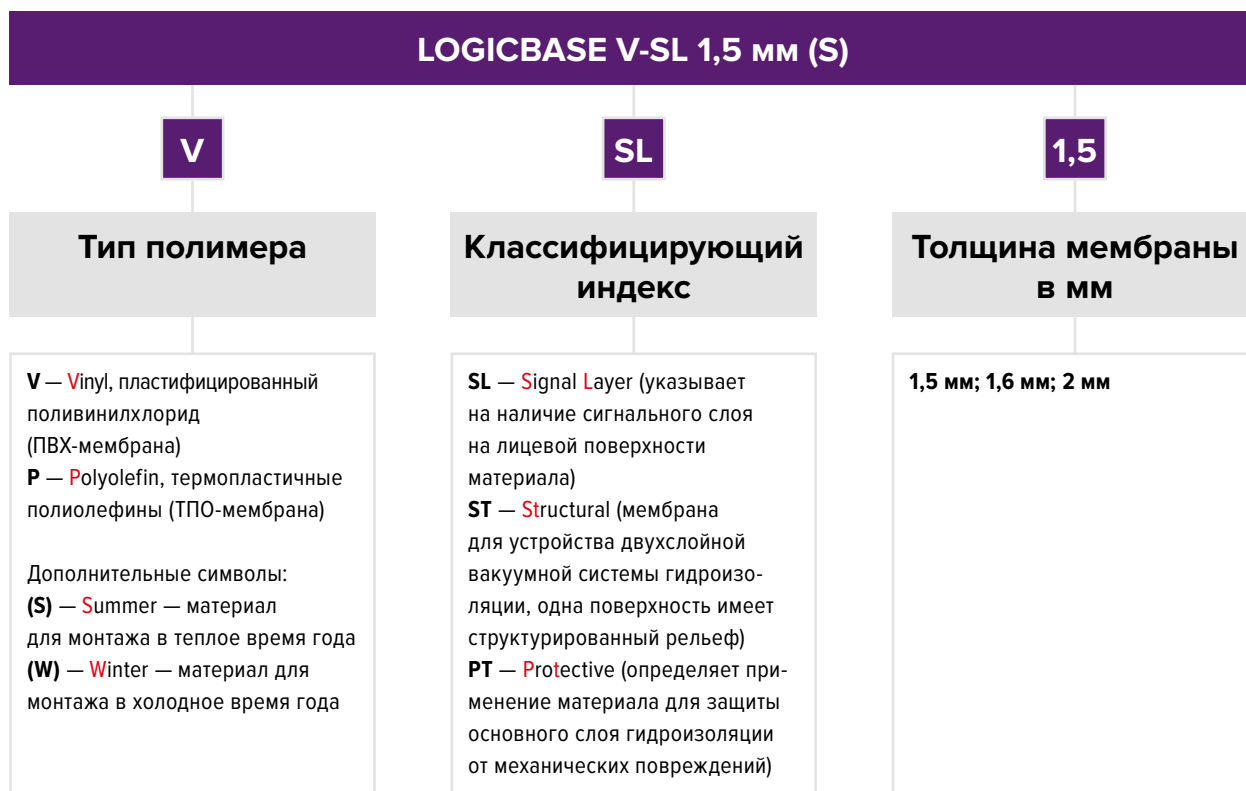 LOGICBASE V-SL 1,5 мм (S)
V
Тип полимера
V — Vinyl, пластифицированный
поливинилхлорид
(ПВХ-мембрана)
P — Polyolefin, термопластичные
полиолефины (ТПО-мембрана)
Дополнительные символы:
(S) — Summer — материал
для монтажа в теплое время года
(W) — Winter — материал для
монтажа в холодное время года
SL
Классифицирующий
индекс
SL — Signal Layer (указывает
на наличие сигнального слоя
на лицевой поверхности
материала)
ST — Structural (мембрана
для устройства двухслойной
вакуумной системы гидроизо-
ляции, одна поверхность имеет
структурированный рельеф)
PT — Protective (определяет при-
менение материала для защиты
основного слоя гидроизоляции
от механических повреждений)
1,5
Толщина мембраны
в мм
1,5 мм; 1,6 мм; 2 мм